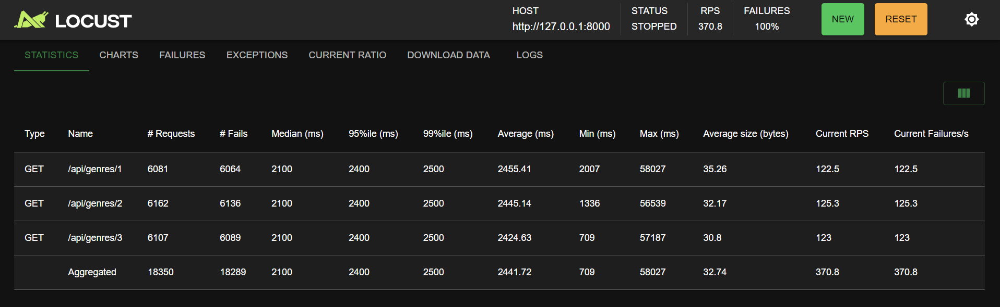 LOCUST
HOST
http://127.0.0.1:8000
STATUS
STOPPED
RPS
370.8
FAILURES
100%
NEW
RESET
STATISTICS CHARTS FAILURES EXCEPTIONS CURRENT RATIO DOWNLOAD DATA LOGS
Type Name # Requests # Fails Median (ms) 95%ile (ms) 99%ile (ms) Average (ms) Min (ms) Max (ms) Average size (bytes) Current RPS Current Failures/s
GET /api/genres/1 6081 6064 2100 2400 2500 2455.41 2007 58027 35.26 122.5 122.5
GET /api/genres/2 6162 6136 2100 2400 2500 2445.14 1336 56539 32.17 125.3 125.3
GET /api/genres/3 6107 6089 2100 2400 2500 2424.63 709 57187 30.8 123 123
Aggregated 18350 18289 2100 2400 2500 2441.72 709 58027 32.74 370.8 370.8